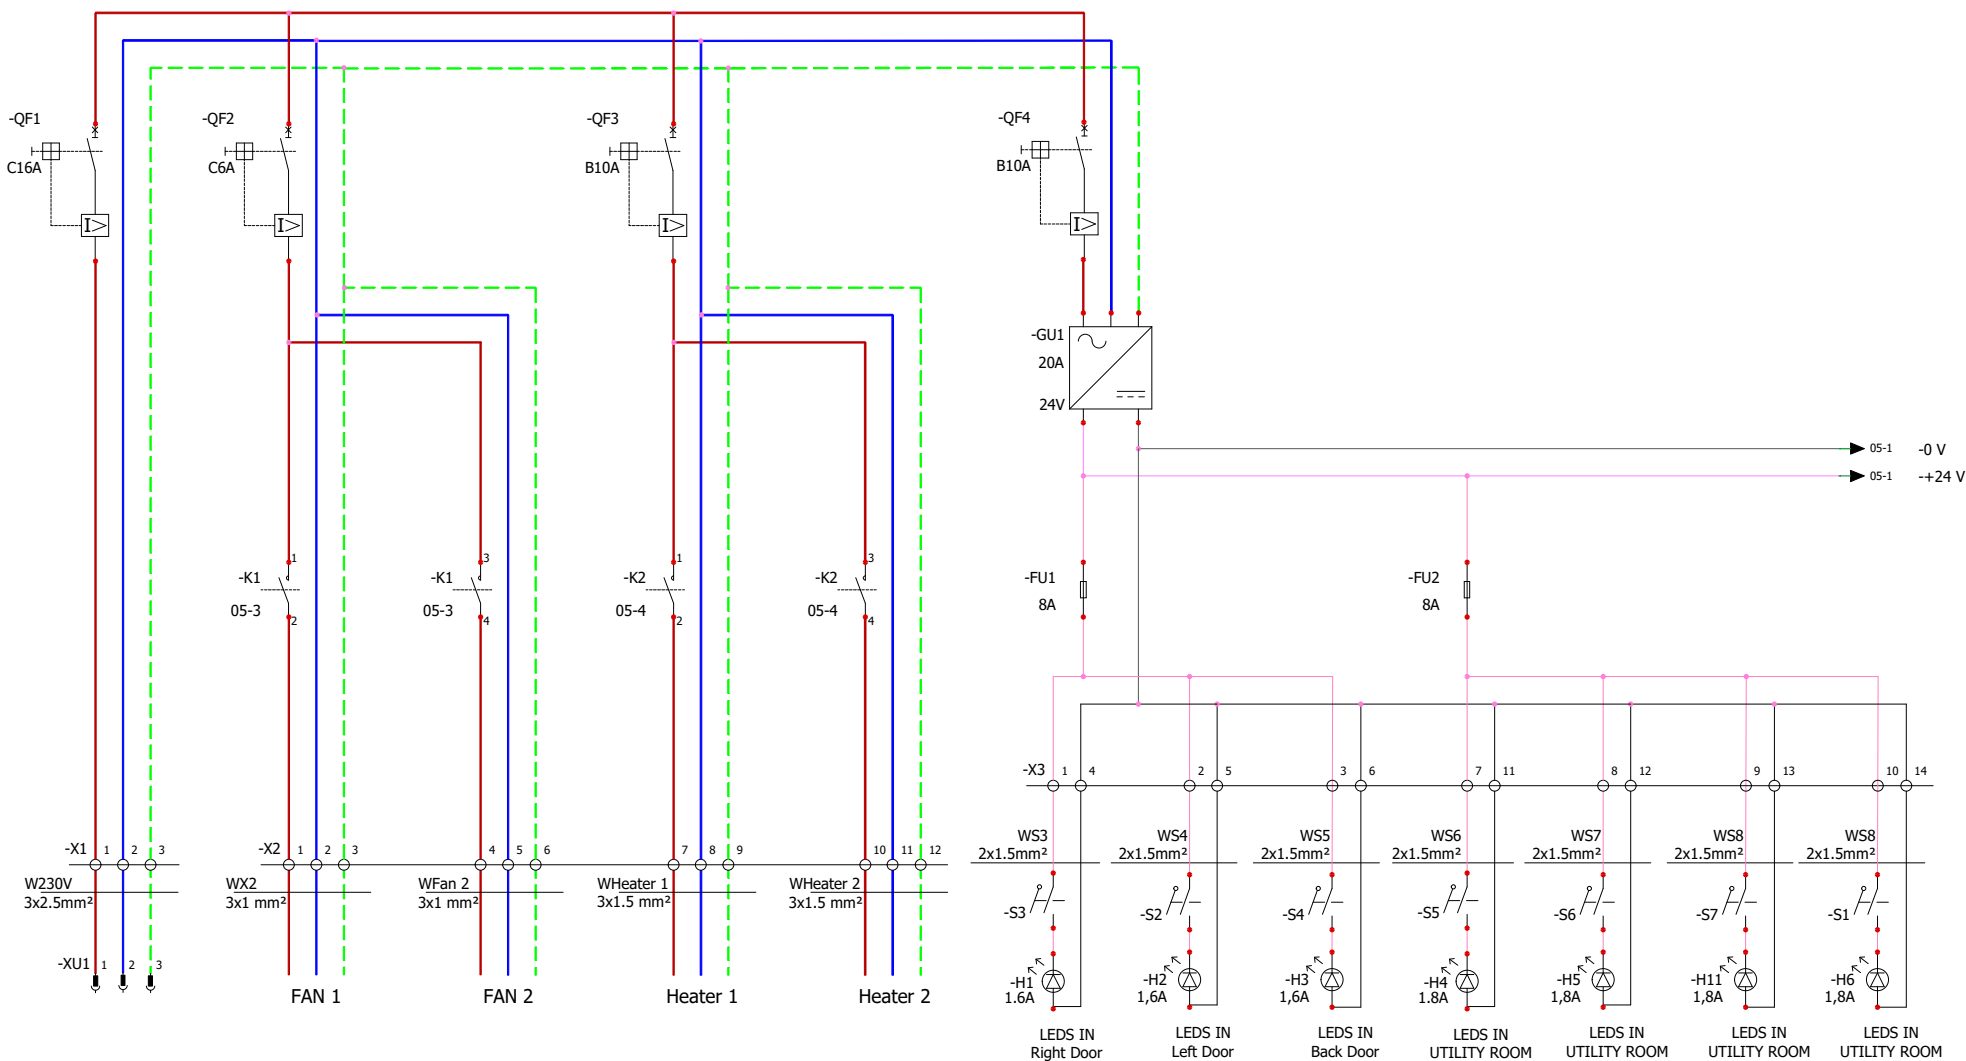 -QF1
C16A
I>
-QF2
C6A
I>
-QF3
B10A
I>
-QF4
B10A
I>
-GU1
20A
24V
05-1 -0 V
05-1 -+24 V
-K1
05-3
1
2
-K1
05-3
3
4
-K2
05-4
1
2
-K2
05-4
3
4
-FU1
8A
-FU2
8A
-X3 1 4 2 5 3 6 7 11 8 12 9 13 10 14
-X1 1 2 3
-X2 1 2 3 4 5 6 7 8 9 10 11 12
W230V
3x2.5mm²
WX2
3x1 mm²
WFan 2
3x1 mm²
WHeater 1
3x1.5 mm²
WHeater 2
3x1.5 mm²
WS3
2x1.5mm²
WS4
2x1.5mm²
WS5
2x1.5mm²
WS6
2x1.5mm²
WS7
2x1.5mm²
WS8
2x1.5mm²
WS8
2x1.5mm²
-S3
-S2
-S4
-S5
-S6
-S7
-S1
-XU1 1 2 3
-H1
1.6A
-H2
1,6A
-H3
1,6A
-H4
1.8A
-H5
1,8A
-H11
1,8A
-H6
1,8A
FAN 1
FAN 2
Heater 1
Heater 2
LEDS IN
Right Door
LEDS IN
Left Door
LEDS IN
Back Door
LEDS IN
UTILITY ROOM
LEDS IN
UTILITY ROOM
LEDS IN
UTILITY ROOM
LEDS IN
UTILITY ROOM